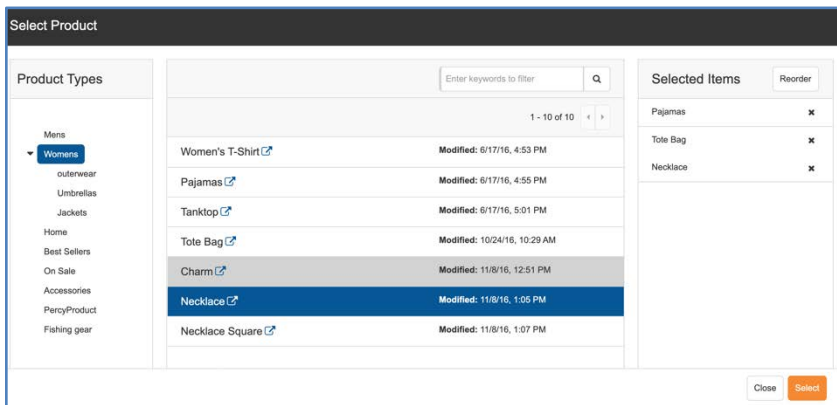 Select Product
Product Types
Mens
Womens
outerwear
Umbrellas
Jackets
Home
Best Sellers
On Sale
Accessories
PercyProduct
Fishing gear
Enter keywords to filter
1 - 10 of 10
Women's T-Shirt Modified: 6/17/16, 4:53 PM
Pajamas Modified: 6/17/16, 4:55 PM
Tanktop Modified: 6/17/16, 5:01 PM
Tote Bag Modified: 10/24/16, 10:29 AM
Charm Modified: 11/8/16, 12:51 PM
Necklace Modified: 11/8/16, 1:05 PM
Necklace Square Modified: 11/8/16, 1:07 PM
Selected Items Reorder
Pajamas
Tote Bag
Necklace
Close Select